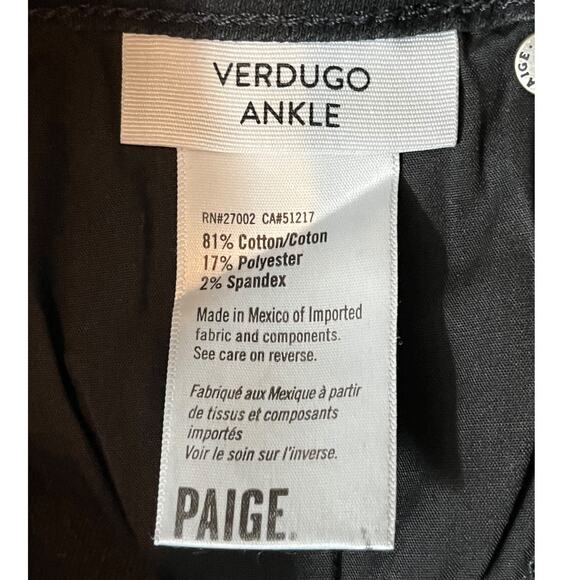 VERDUGO
ANKLE
AIGE.
RN#27002 CA#51217
81% Cotton/Coton
17% Polyester
2% Spandex
Made in Mexico of Imported
fabric and components.
See care on reverse.
Fabriqué aux Mexique à partir
de tissus et composants
importés
Voir le soin sur l'inverse.
PAIGE.